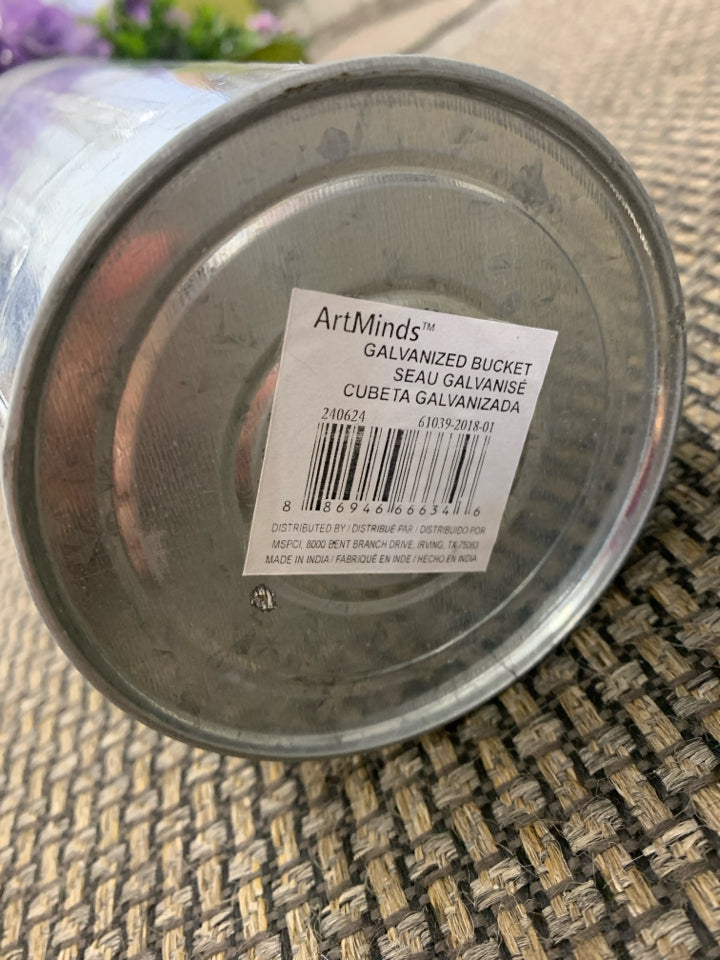 ArtMinds™
GALVANIZED BUCKET
SEAU GALVANISÉ
CUBETA GALVANIZADA
240624 61039-2018-01
8 86946 66634 6
DISTRIBUTED BY / DISTRIBUÉ PAR / DISTRIBUIDO POR
MSPCI, 8000 BENT BRANCH DRIVE, IRVING, TX 75063
MADE IN INDIA / FABRIQUÉ EN INDE / HECHO EN INDIA